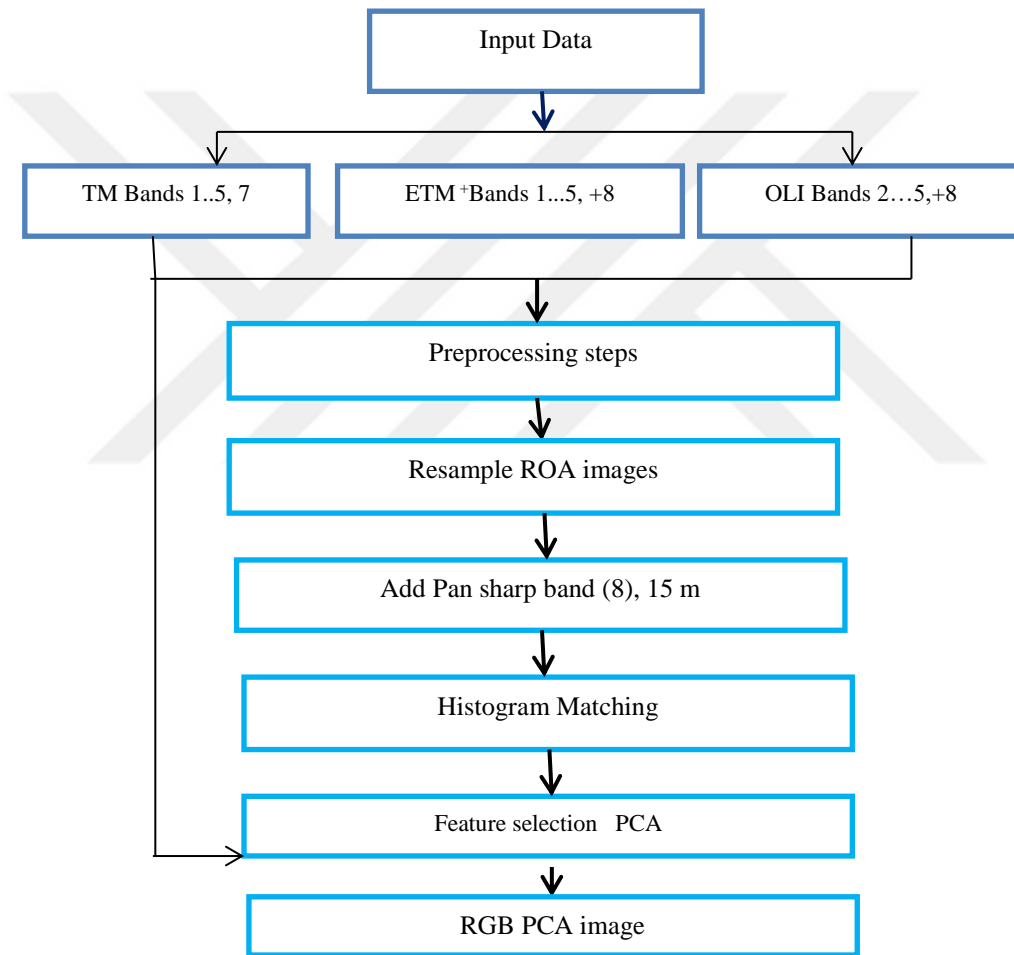 Input Data
TM Bands 1..5, 7
ETM +Bands 1...5, +8
OLI Bands 2…5,+8
Preprocessing steps
Resample ROA images
Add Pan sharp band (8), 15 m
Histogram Matching
Feature selection PCA
RGB PCA image